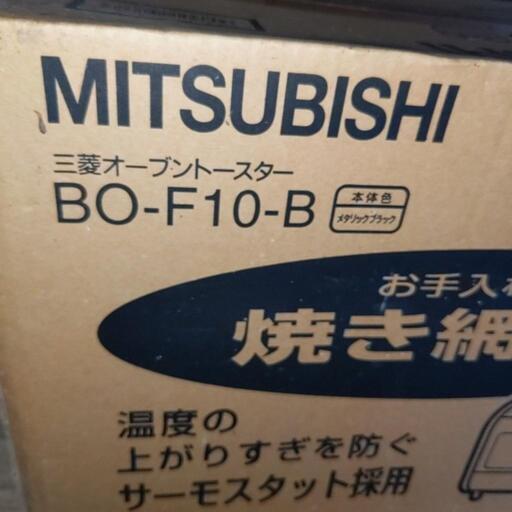 MITSUBISHI
三菱オーブントースター
BO-F10-B
本体色
メタリックブラック
お手入
焼き網
温度の
上がりすぎを防ぐ
サーモスタット採用